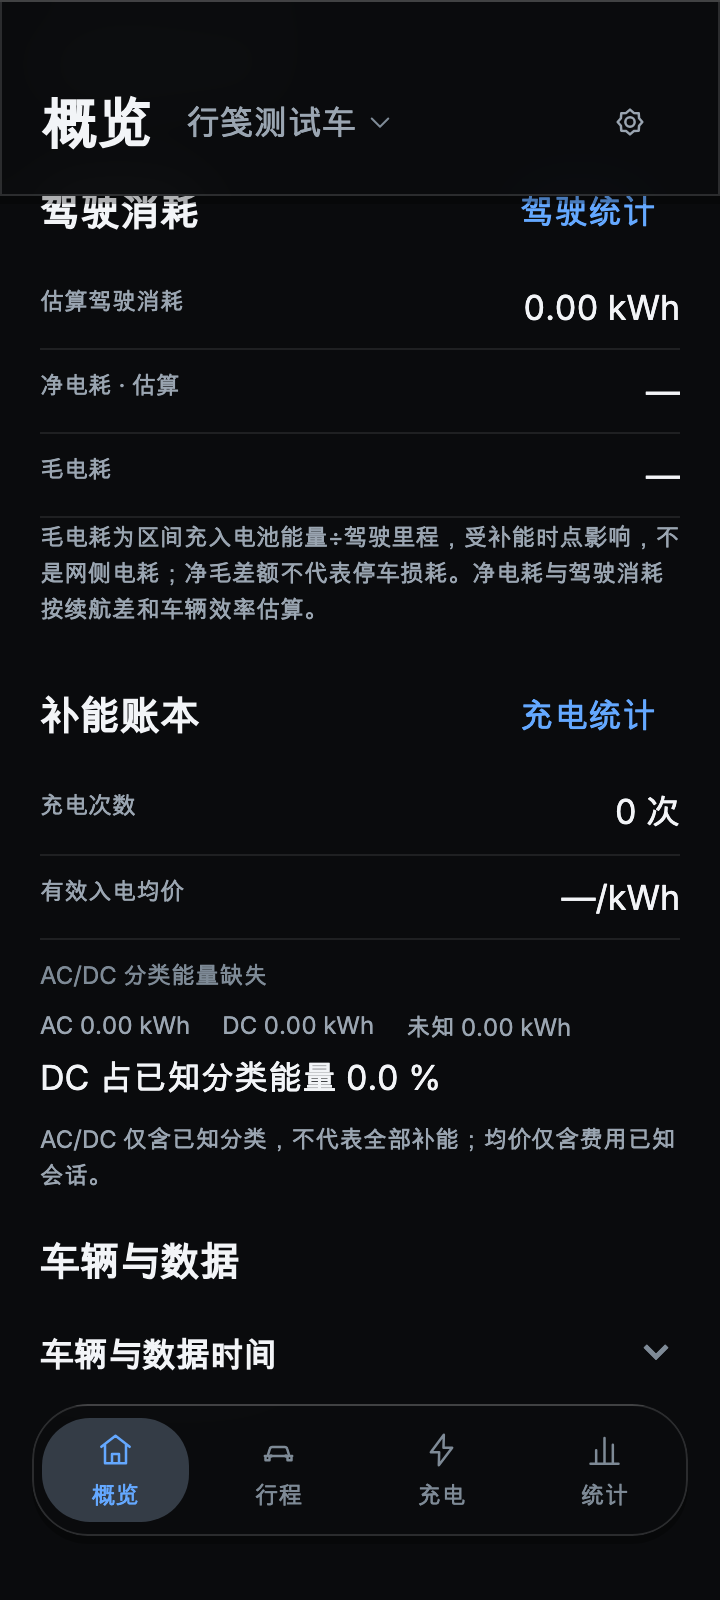 概览
行笺测试车
驾驶消耗
驾驶统计
估算驾驶消耗
0.00 kWh
净电耗 · 估算
—
毛电耗
—
毛电耗为区间充入电池能量÷驾驶里程，受补能时点影响，不
是网侧电耗；净毛差额不代表停车损耗。净电耗与驾驶消耗
按续航差和车辆效率估算。
补能账本
充电统计
充电次数
0 次
有效入电均价
—/kWh
AC/DC 分类能量缺失
AC 0.00 kWh DC 0.00 kWh 未知 0.00 kWh
DC 占已知分类能量 0.0 %
AC/DC 仅含已知分类，不代表全部补能；均价仅含费用已知
会话。
车辆与数据
车辆与数据时间
概览
行程
充电
统计